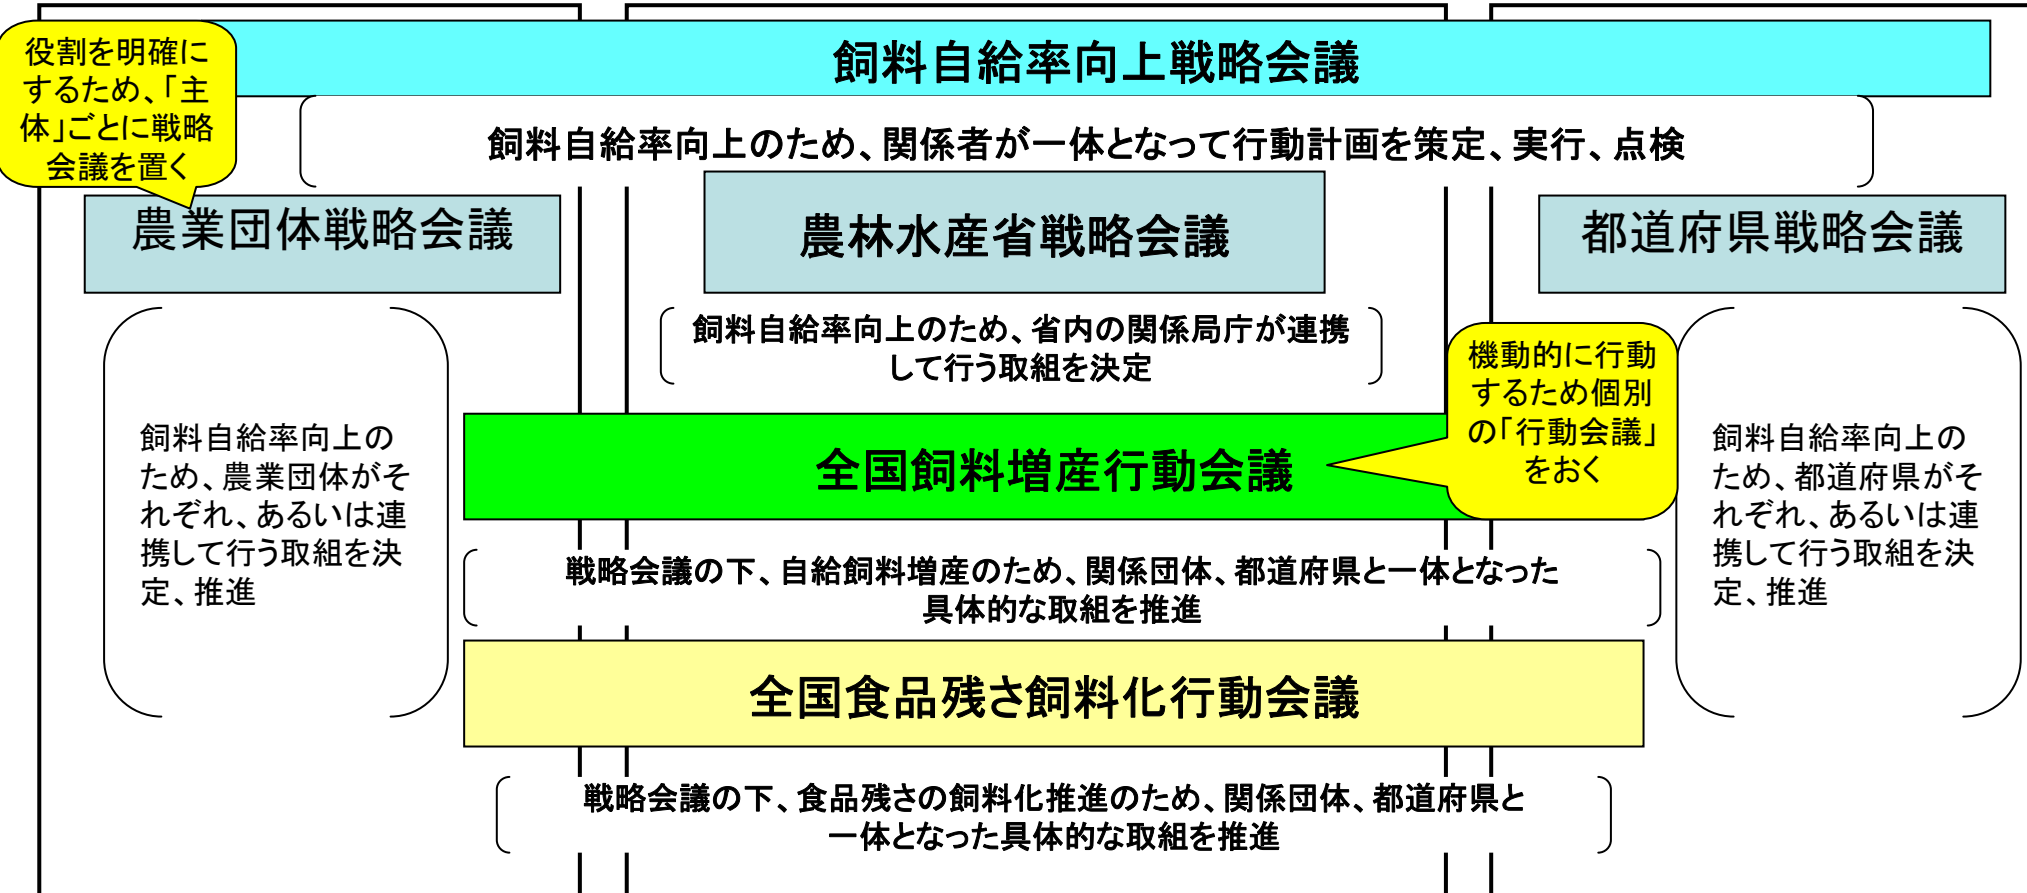 飼料自給率向上戦略会議
役割を明確に
するため、「主
体」ごとに戦略
会議を置く
飼料自給率向上のため、関係者が一体となって行動計画を策定、実行、点検
農業団体戦略会議
農林水産省戦略会議
都道府県戦略会議
飼料自給率向上のため、省内の関係局庁が連携
して行う取組を決定
機動的に行動
するため個別
の「行動会議」
をおく
飼料自給率向上の
ため、農業団体がそ
れぞれ、あるいは連
携して行う取組を決
定、推進
全国飼料増産行動会議
飼料自給率向上の
ため、都道府県がそ
れぞれ、あるいは連
携して行う取組を決
定、推進
戦略会議の下、自給飼料増産のため、関係団体、都道府県と一体となった
具体的な取組を推進
全国食品残さ飼料化行動会議
戦略会議の下、食品残さの飼料化推進のため、関係団体、都道府県と
一体となった具体的な取組を推進